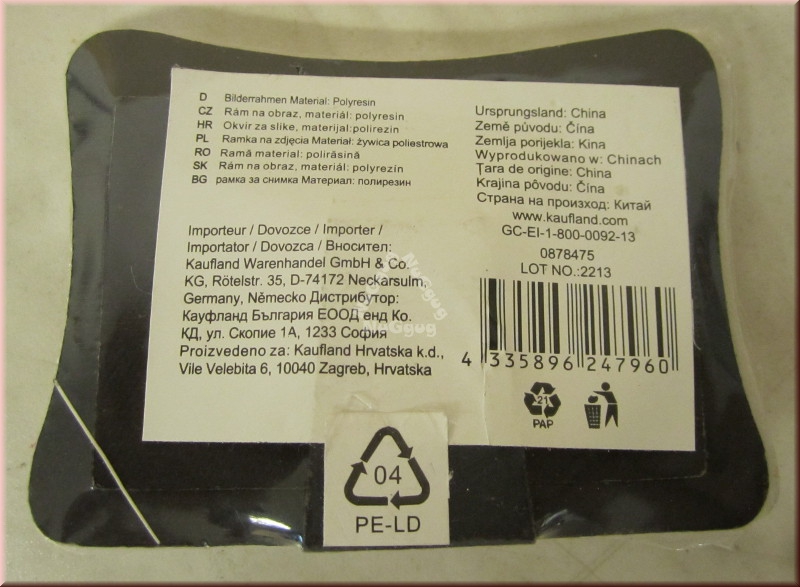 D Bilderrahmen Material: Polyresin
CZ Rám na obraz, materiál: polyresin
HR Okvir za slike, materijal: polirezin
PL Ramka na zdjęcia Materiał: żywica poliestrowa
RO Ramă material: polirăsină
SK Rám na obraz, materiál: polyrezín
BG рамка за снимка Материал: полирезин
Ursprungsland: China
Země původu: Čína
Zemlja porijekla: Kina
Wyprodukowano w: Chinach
Țara de origine: China
Krajina pôvodu: Čína
Страна на произход: Китай
www.kaufland.com
GC-EI-1-800-0092-13
0878475
LOT NO.:2213
Importeur / Dovozce / Importer /
Importator / Dovozca / Вносител:
Kaufland Warenhandel GmbH & Co.
KG, Rötelstr. 35, D-74172 Neckarsulm,
Germany, Německo Дистрибутор:
Кауфланд България ЕООД енд Ко.
КД, ул. Скопие 1А, 1233 София
Proizvedeno za: Kaufland Hrvatska k.d.,
Vile Velebita 6, 10040 Zagreb, Hrvatska
4 335896 247960
21
PAP
04
PE-LD
NuGgug